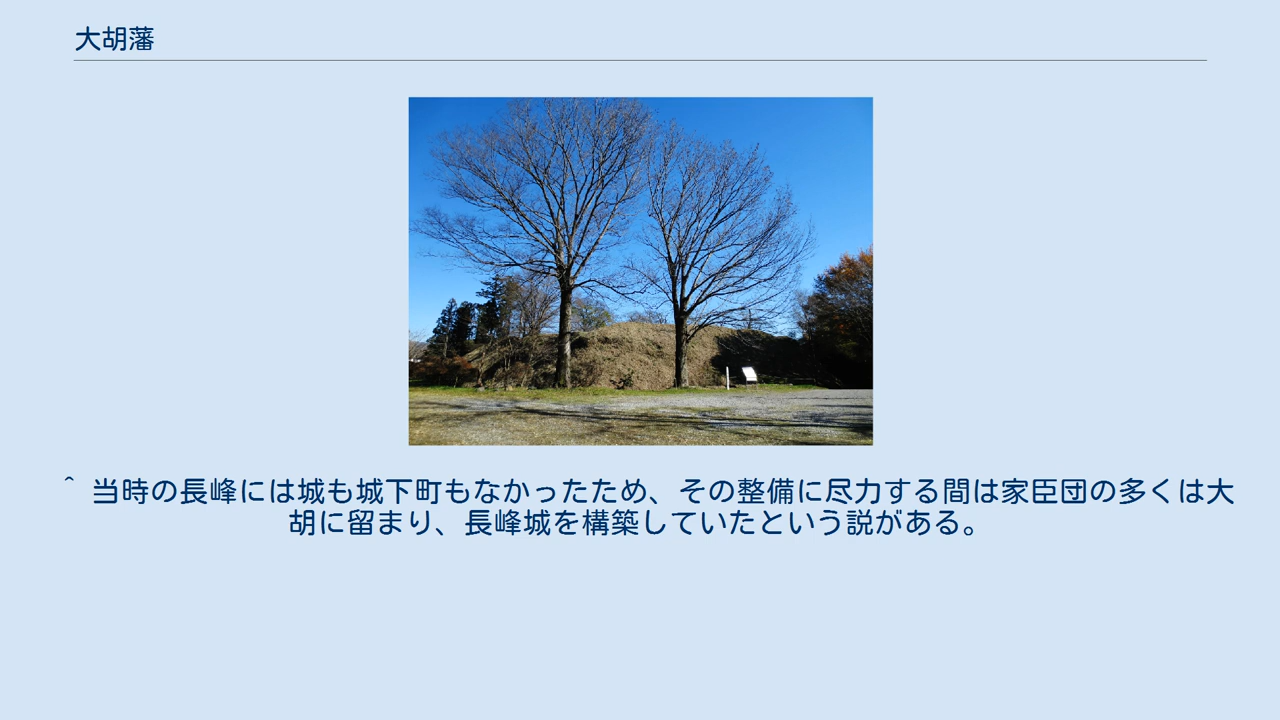 大胡藩
^ 当時の長峰には城も城下町もなかったため、その整備に尽力する間は家臣団の多くは大
胡に留まり、長峰城を構築していたという説がある。